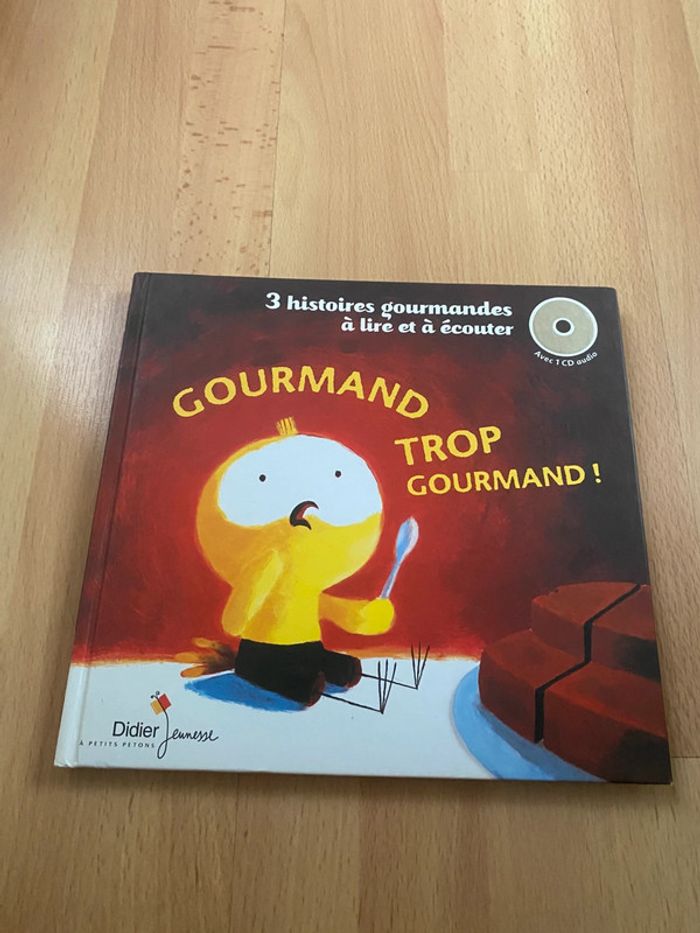 3 histoires gourmandes
à lire et à écouter
Avec 1 CD audio
GOURMAND
TROP
GOURMAND !
Didier
Jeunesse
À PETITS PETONS